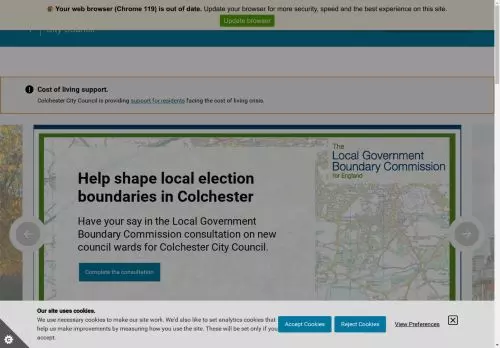 Your web browser (Chrome 119) is out of date. Update your browser for more security, speed and the best experience on this site.
Update browser
City Council
Cost of living support.
Colchester City Council is providing support for residents facing the cost of living crisis.
The
Local Government
Boundary Commission
for England
Help shape local election
boundaries in Colchester
Have your say in the Local Government
Boundary Commission consultation on new
council wards for Colchester City Council.
Complete the consultation
Our site uses cookies.
We use necessary cookies to make our site work. We'd also like to set analytics cookies that
help us make improvements by measuring how you use the site. These will be set only if you
accept.
Accept Cookies
Reject Cookies
View Preferences